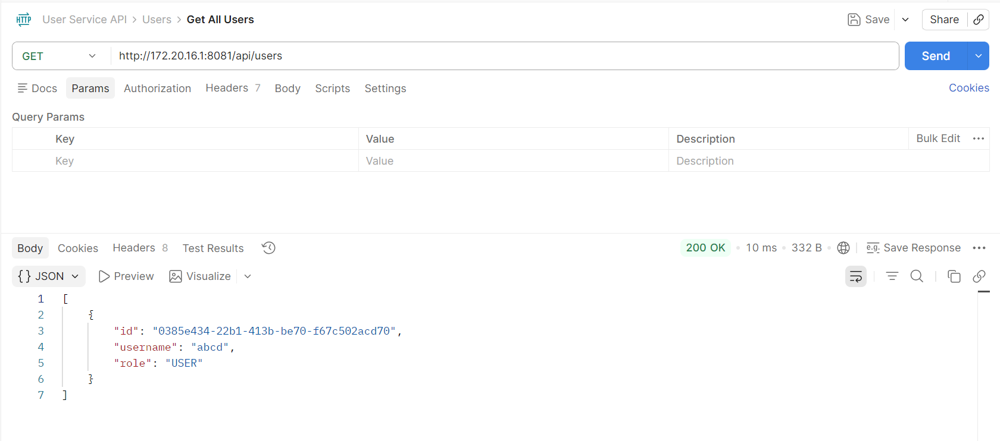 HTTP User Service API > Users > Get All Users Save Share
GET http://172.20.16.1:8081/api/users Send
Docs Params Authorization Headers 7 Body Scripts Settings Cookies
Query Params
Key Value Description Bulk Edit ···
Key Value Description
Body Cookies Headers 8 Test Results 200 OK • 10 ms • 332 B • e.g. Save Response ···
{} JSON Preview Visualize
1 [
2 {
3 "id": "0385e434-22b1-413b-be70-f67c502acd70",
4 "username": "abcd",
5 "role": "USER"
6 }
7 ]